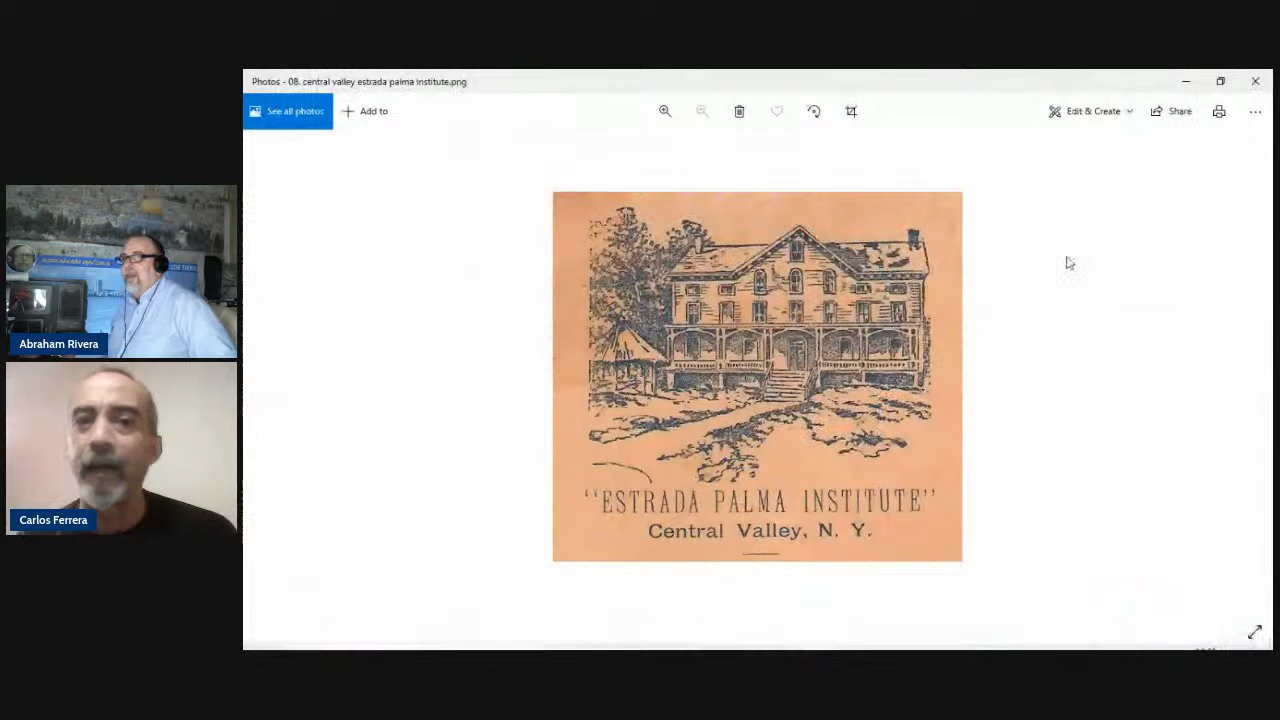 Photos - 08. central valley estrada palma institute.png
See all photos
Add to
Edit & Create
Share
Abraham Rivera
Carlos Ferrera
"ESTRADA PALMA INSTITUTE"
Central Valley, N. Y.